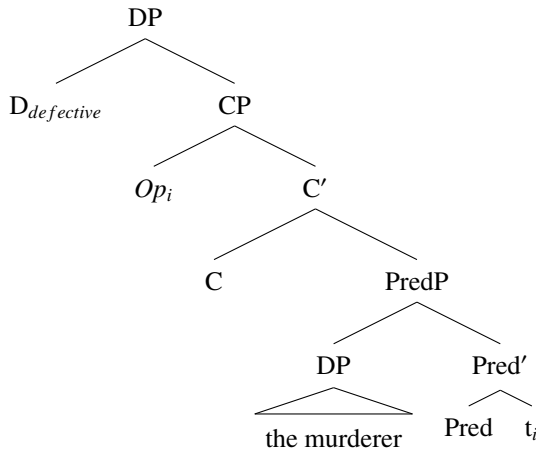 DP
D_defective CP
Op_i C′
C PredP
DP Pred′
the murderer Pred t_i